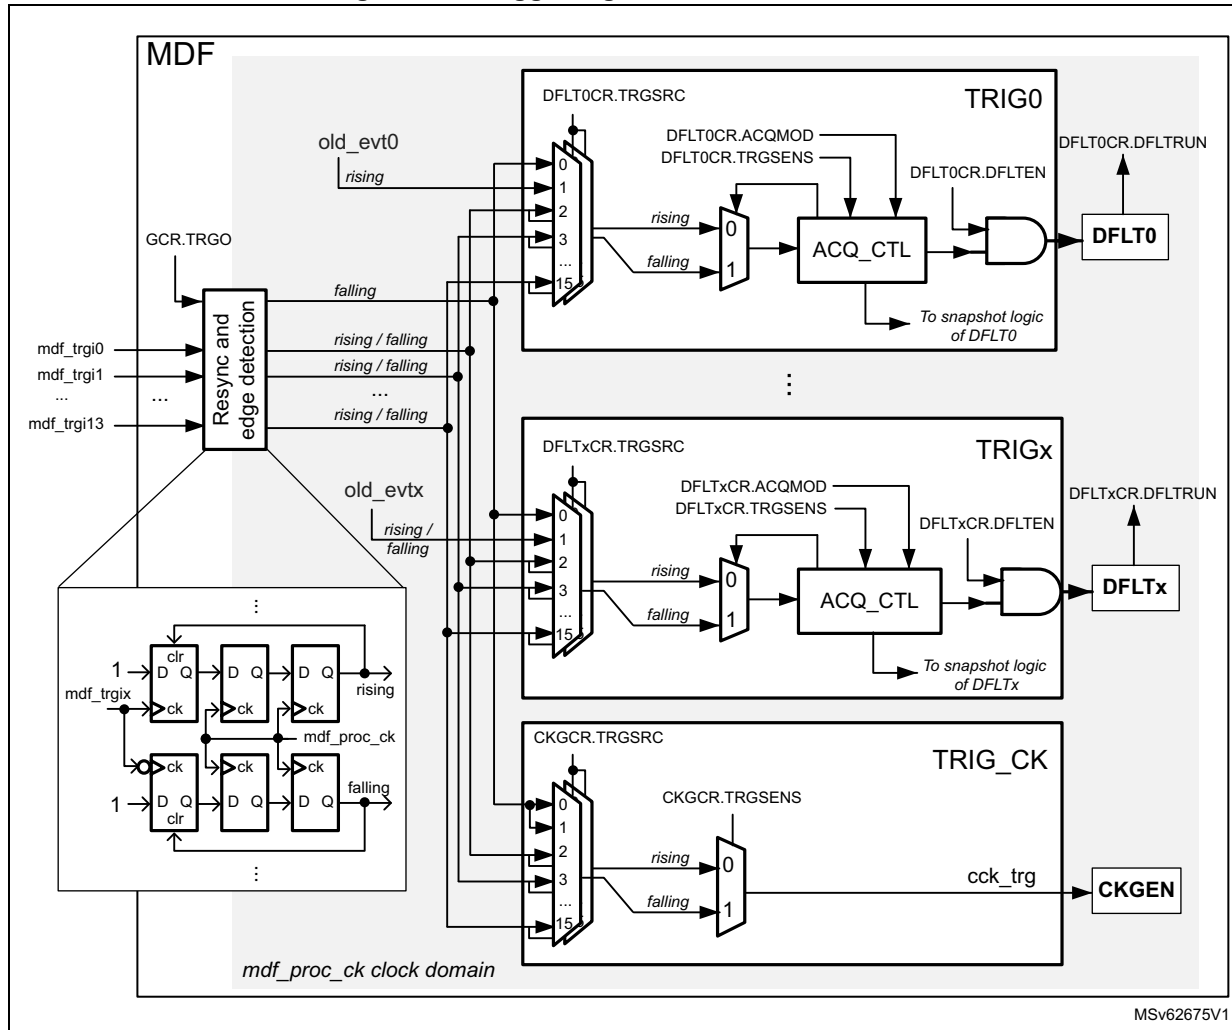 MDF
TRIG0
DFLT0CR.TRGSRC
old_evt0
rising
DFLT0CR.ACQMOD
DFLT0CR.TRGSENS
DFLT0CR.DFLTEN
DFLT0CR.DFLTRUN
0
1
2
3
...
15
rising
falling
0
1
ACQ_CTL
DFLT0
To snapshot logic
of DFLT0
GCR.TRGO
Resync and
edge detection
mdf_trgi0
mdf_trgi1
...
...
mdf_trgi13
falling
rising / falling
rising / falling
...
rising / falling
...
TRIGx
DFLTxCR.TRGSRC
old_evtx
rising /
falling
DFLTxCR.ACQMOD
DFLTxCR.TRGSENS
DFLTxCR.DFLTEN
DFLTxCR.DFLTRUN
0
1
2
3
...
15
rising
falling
0
1
ACQ_CTL
DFLTx
To snapshot logic
of DFLTx
...
clr
1
D Q
D Q
D Q
rising
mdf_trgix
ck
ck
ck
mdf_proc_ck
ck
ck
ck
falling
1
D Q
D Q
D Q
clr
...
TRIG_CK
CKGCR.TRGSRC
CKGCR.TRGSENS
0
1
2
3
...
15
rising
falling
0
1
cck_trg
CKGEN
mdf_proc_ck clock domain
MSv62675V1